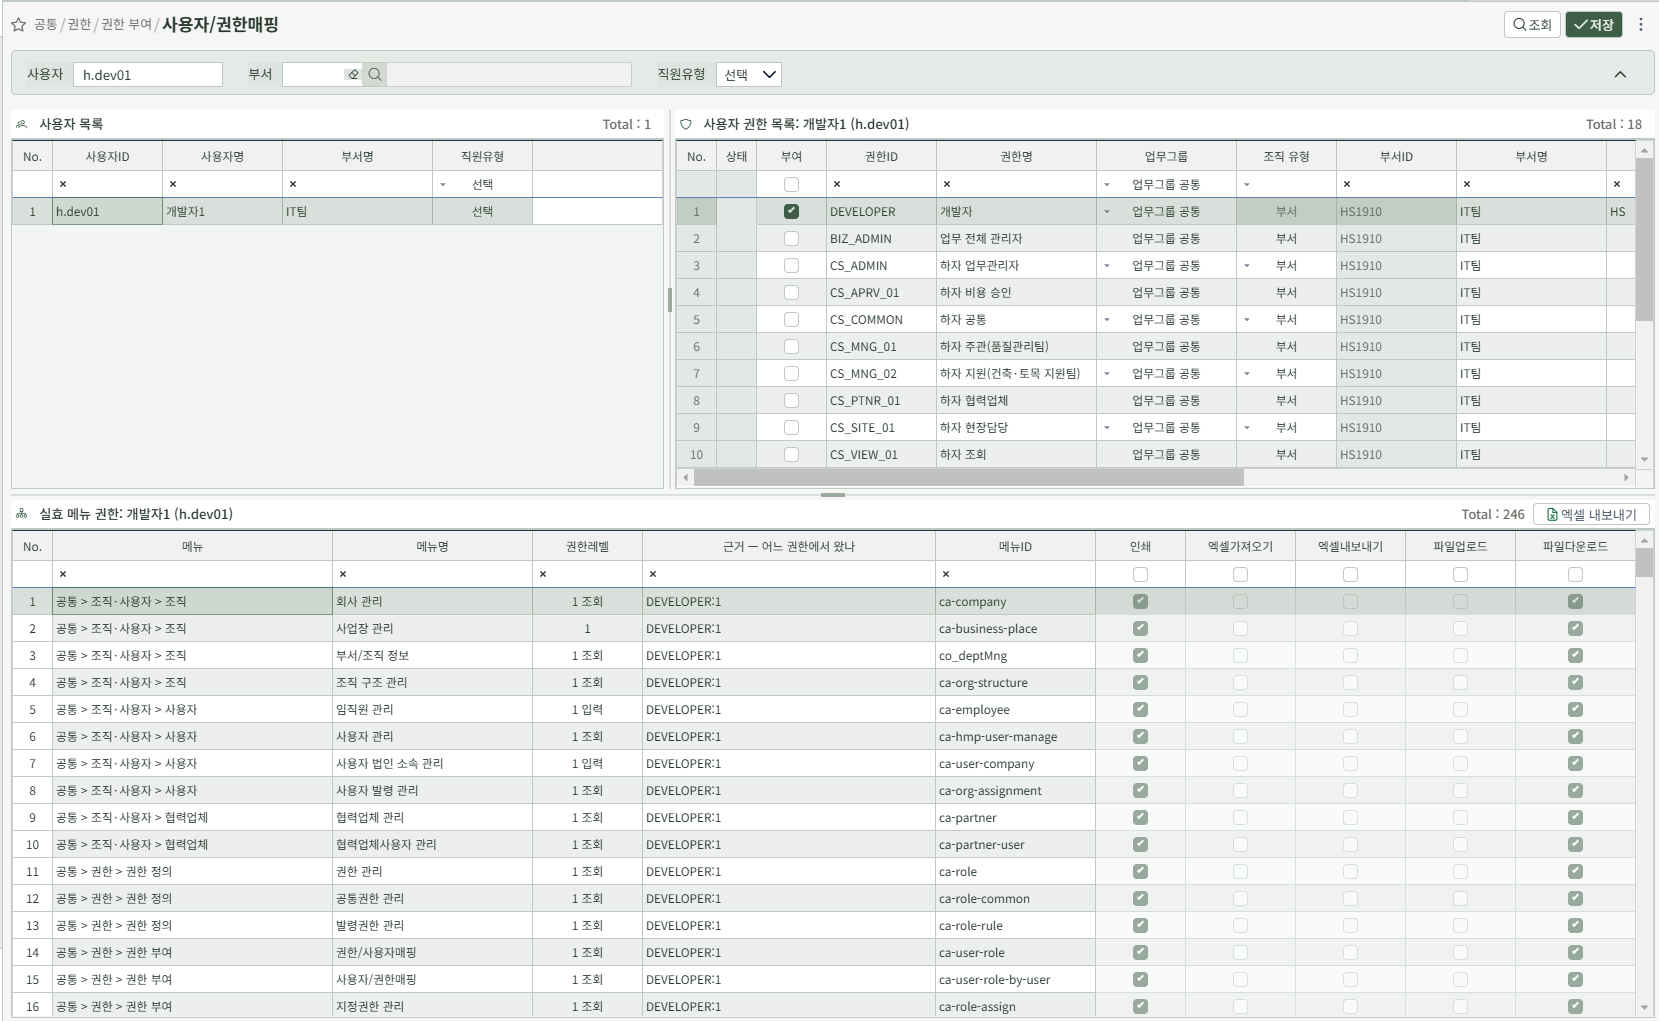 공통 / 권한 / 권한 부여 / 사용자/권한매핑
조회 저장
사용자 h.dev01 부서 직원유형 선택
사용자 목록 Total : 1
No. 사용자ID 사용자명 부서명 직원유형
× × × 선택
1 h.dev01 개발자1 IT팀 선택
사용자 권한 목록: 개발자1 (h.dev01) Total : 18
No. 상태 부여 권한ID 권한명 업무그룹 조직 유형 부서ID 부서명
× × 업무그룹 공통 × × ×
1 DEVELOPER 개발자 업무그룹 공통 부서 HS1910 IT팀 HS
2 BIZ_ADMIN 업무 전체 관리자 업무그룹 공통 부서 HS1910 IT팀
3 CS_ADMIN 하자 업무관리자 업무그룹 공통 부서 HS1910 IT팀
4 CS_APRV_01 하자 비용 승인 업무그룹 공통 부서 HS1910 IT팀
5 CS_COMMON 하자 공통 업무그룹 공통 부서 HS1910 IT팀
6 CS_MNG_01 하자 주관(품질관리팀) 업무그룹 공통 부서 HS1910 IT팀
7 CS_MNG_02 하자 지원(건축·토목 지원팀) 업무그룹 공통 부서 HS1910 IT팀
8 CS_PTNR_01 하자 협력업체 업무그룹 공통 부서 HS1910 IT팀
9 CS_SITE_01 하자 현장담당 업무그룹 공통 부서 HS1910 IT팀
10 CS_VIEW_01 하자 조회 업무그룹 공통 부서 HS1910 IT팀
실효 메뉴 권한: 개발자1 (h.dev01) Total : 246 엑셀 내보내기
No. 메뉴 메뉴명 권한레벨 근거 — 어느 권한에서 왔나 메뉴ID 인쇄 엑셀가져오기 엑셀내보내기 파일업로드 파일다운로드
× × × × ×
1 공통 > 조직·사용자 > 조직 회사 관리 1 조회 DEVELOPER:1 ca-company
2 공통 > 조직·사용자 > 조직 사업장 관리 1 DEVELOPER:1 ca-business-place
3 공통 > 조직·사용자 > 조직 부서/조직 정보 1 조회 DEVELOPER:1 co_deptMng
4 공통 > 조직·사용자 > 조직 조직 구조 관리 1 조회 DEVELOPER:1 ca-org-structure
5 공통 > 조직·사용자 > 사용자 임직원 관리 1 입력 DEVELOPER:1 ca-employee
6 공통 > 조직·사용자 > 사용자 사용자 관리 1 조회 DEVELOPER:1 ca-hmp-user-manage
7 공통 > 조직·사용자 > 사용자 사용자 법인 소속 관리 1 입력 DEVELOPER:1 ca-user-company
8 공통 > 조직·사용자 > 사용자 사용자 발령 관리 1 조회 DEVELOPER:1 ca-org-assignment
9 공통 > 조직·사용자 > 협력업체 협력업체 관리 1 조회 DEVELOPER:1 ca-partner
10 공통 > 조직·사용자 > 협력업체 협력업체사용자 관리 1 조회 DEVELOPER:1 ca-partner-user
11 공통 > 권한 > 권한 정의 권한 관리 1 조회 DEVELOPER:1 ca-role
12 공통 > 권한 > 권한 정의 공통권한 관리 1 조회 DEVELOPER:1 ca-role-common
13 공통 > 권한 > 권한 정의 발령권한 관리 1 조회 DEVELOPER:1 ca-role-rule
14 공통 > 권한 > 권한 부여 권한/사용자매핑 1 조회 DEVELOPER:1 ca-user-role
15 공통 > 권한 > 권한 부여 사용자/권한매핑 1 조회 DEVELOPER:1 ca-user-role-by-user
16 공통 > 권한 > 권한 부여 지정권한 관리 1 조회 DEVELOPER:1 ca-role-assign